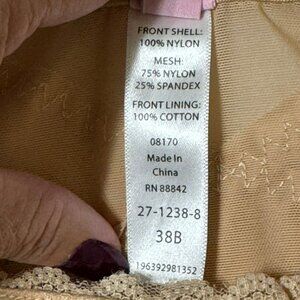 FRONT SHELL:
100% NYLON
MESH:
75% NYLON
25% SPANDEX
FRONT LINING:
100% COTTON
08170
Made In
China
RN 88842
27-1238-8
38B
196392981352